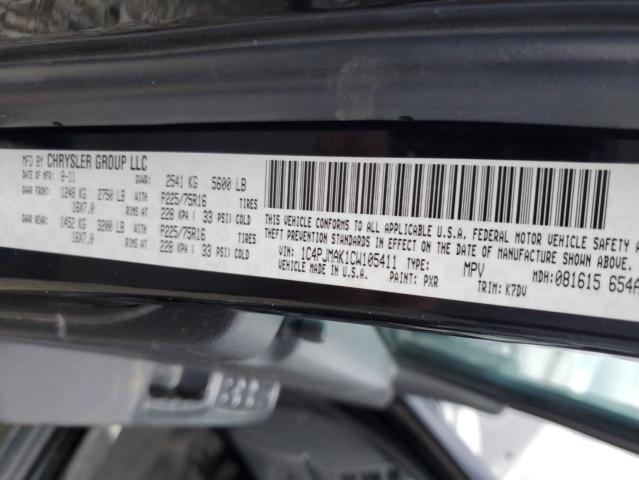 MFD BY CHRYSLER GROUP LLC
DATE OF MFR: 8-11 GVWR: 2541 KG 5600 LB
GAWR FRONT: 1248 KG 2750 LB WITH P225/75R16 TIRES
16X7.0 RIMS AT 228 KPA ( 33 PSI) COLD
GAWR REAR: 1452 KG 3200 LB WITH P225/75R16 TIRES
16X7.0 RIMS AT 228 KPA ( 33 PSI) COLD
THIS VEHICLE CONFORMS TO ALL APPLICABLE U.S.A. FEDERAL MOTOR VEHICLE SAFETY
THEFT PREVENTION STANDARDS IN EFFECT ON THE DATE OF MANUFACTURE SHOWN ABOVE.
VIN: 1C4PJMAK1CW105411 TYPE: MPV MDH: 081615 654A
MADE IN U.S.A. PAINT: PXR TRIM: K7DV